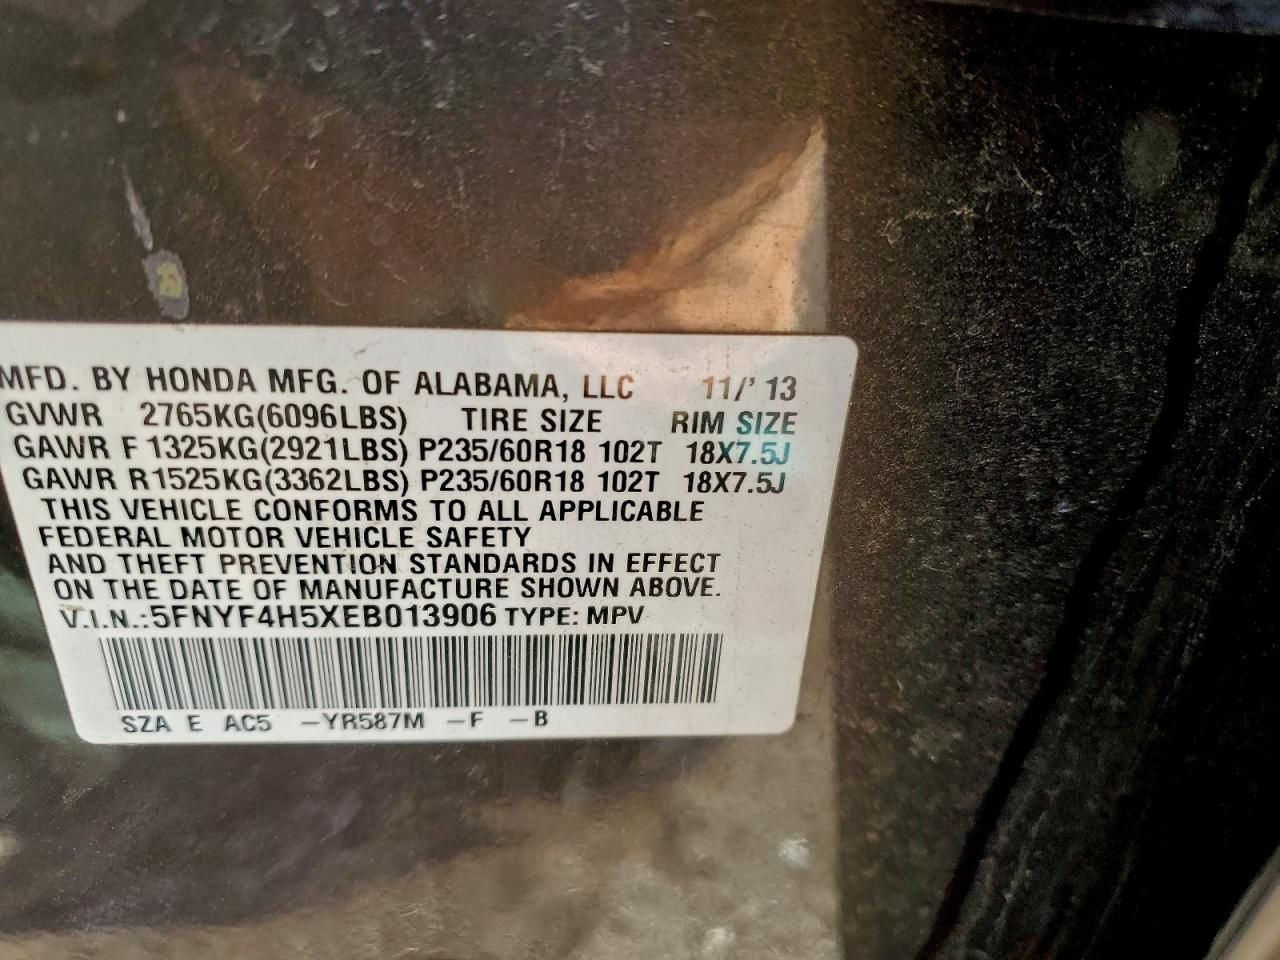 MFD. BY HONDA MFG. OF ALABAMA, LLC 11/' 13
GVWR 2765KG(6096LBS) TIRE SIZE RIM SIZE
GAWR F 1325KG(2921LBS) P235/60R18 102T 18X7.5J
GAWR R1525KG(3362LBS) P235/60R18 102T 18X7.5J
THIS VEHICLE CONFORMS TO ALL APPLICABLE
FEDERAL MOTOR VEHICLE SAFETY
AND THEFT PREVENTION STANDARDS IN EFFECT
ON THE DATE OF MANUFACTURE SHOWN ABOVE.
V.I.N.:5FNYF4H5XEB013906 TYPE: MPV
SZA E AC5 -YR587M -F -B